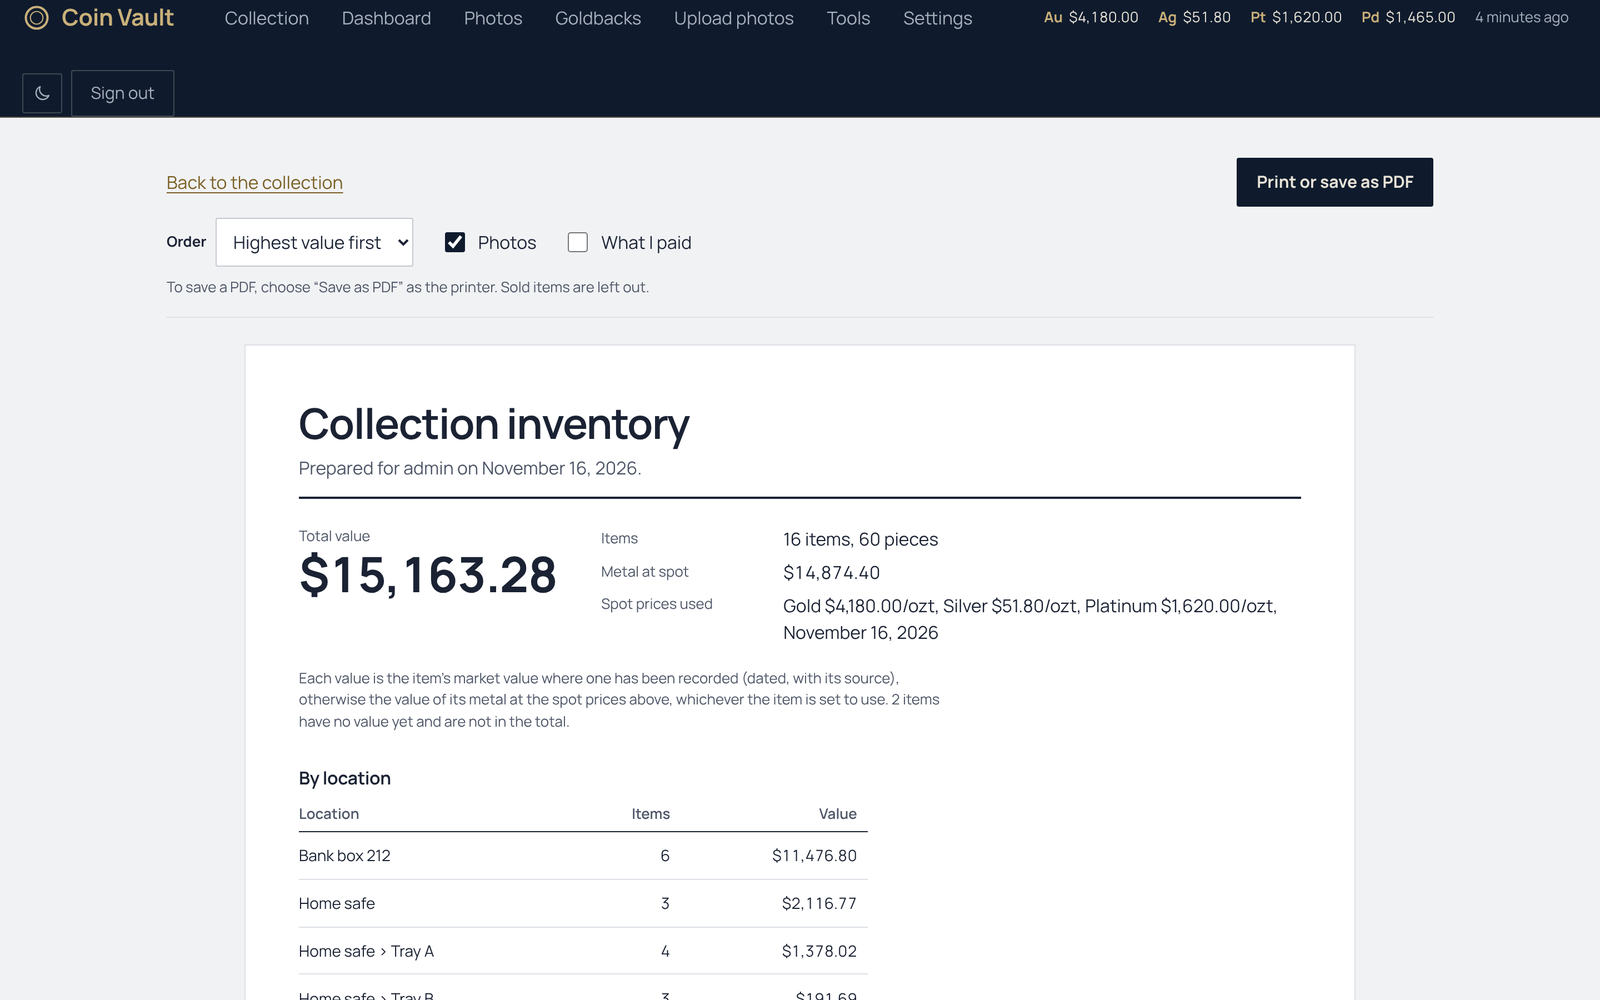 Coin Vault Collection Dashboard Photos Goldbacks Upload photos Tools Settings Au $4,180.00 Ag $51.80 Pt $1,620.00 Pd $1,465.00 4 minutes ago
Sign out
Back to the collection Print or save as PDF
Order Highest value first Photos What I paid
To save a PDF, choose “Save as PDF” as the printer. Sold items are left out.
Collection inventory
Prepared for admin on November 16, 2026.
Total value
$15,163.28
Items 16 items, 60 pieces
Metal at spot $14,874.40
Spot prices used Gold $4,180.00/ozt, Silver $51.80/ozt, Platinum $1,620.00/ozt,
November 16, 2026
Each value is the item’s market value where one has been recorded (dated, with its source),
otherwise the value of its metal at the spot prices above, whichever the item is set to use. 2 items
have no value yet and are not in the total.
By location
Location Items Value
Bank box 212 6 $11,476.80
Home safe 3 $2,116.77
Home safe › Tray A 4 $1,378.02
Home safe › Tray B 3 $191.69